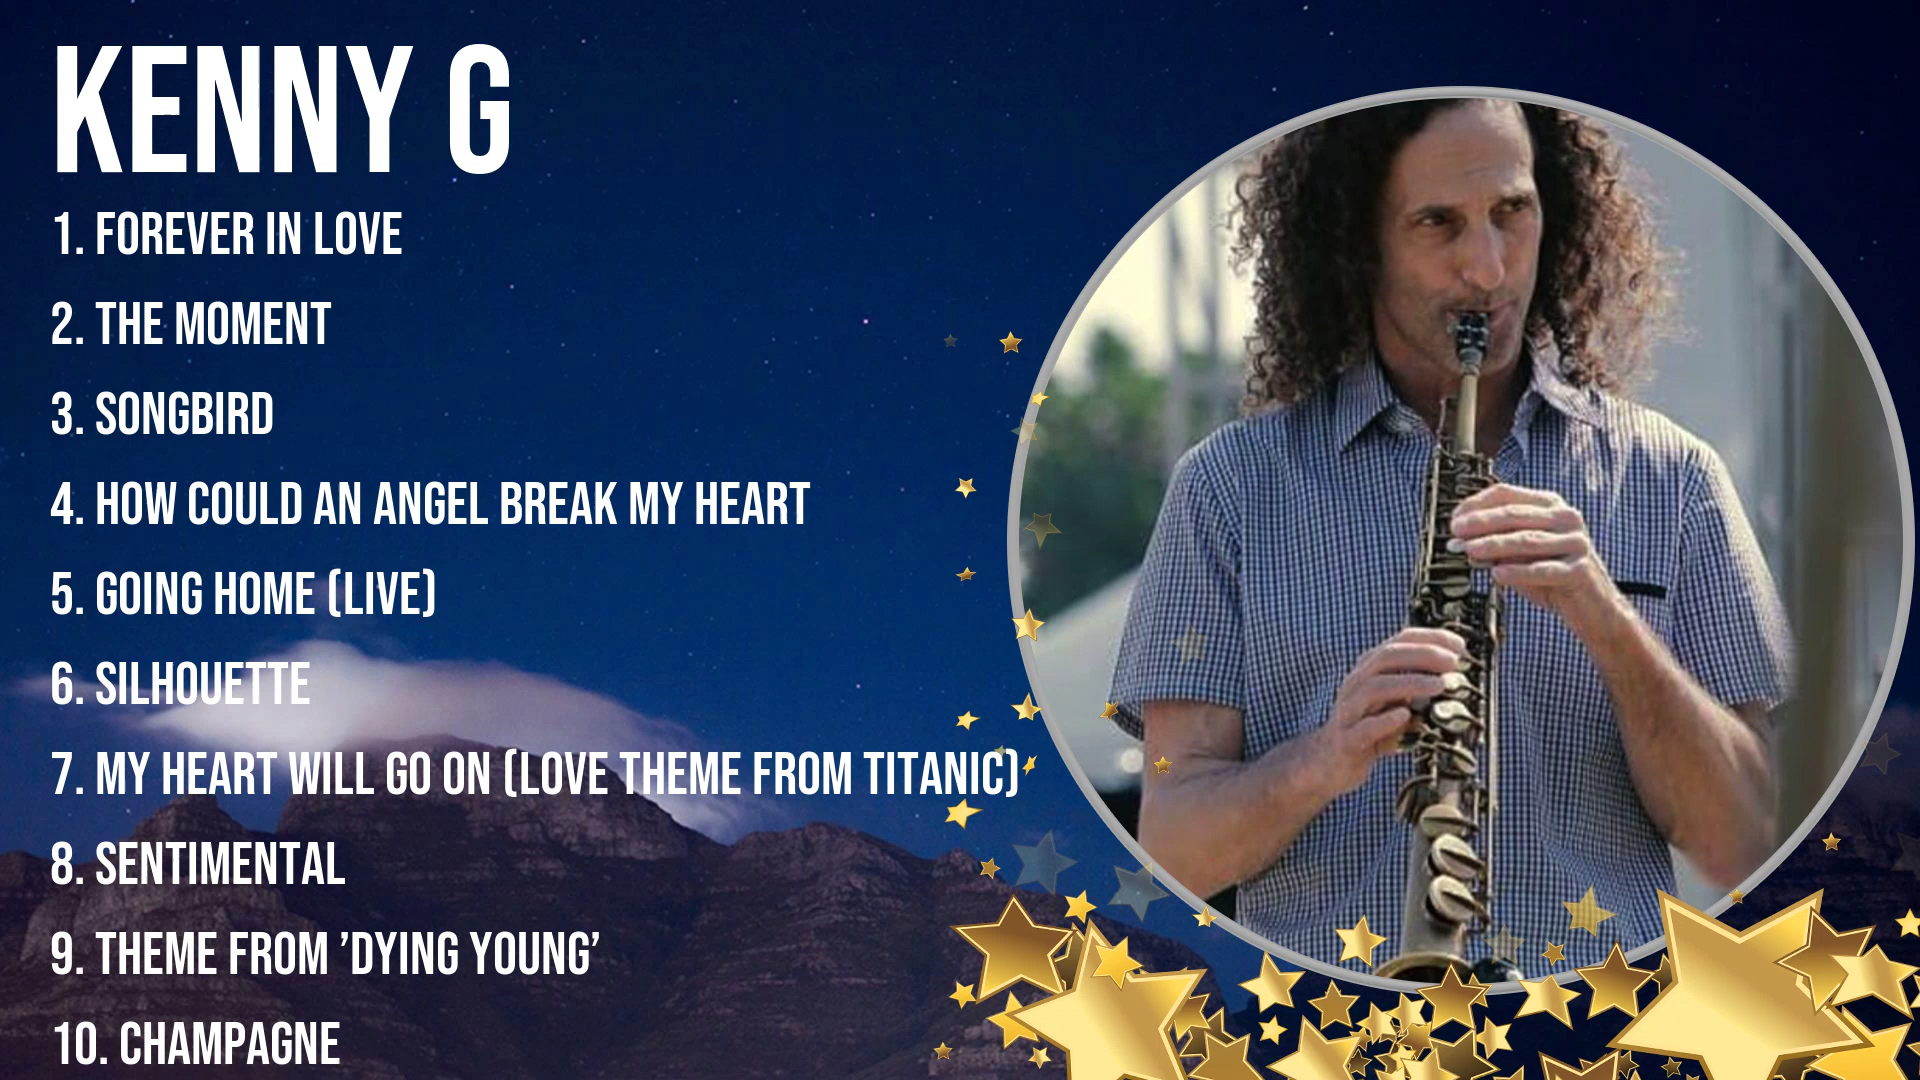 KENNY G
1. FOREVER IN LOVE
2. THE MOMENT
3. SONGBIRD
4. HOW COULD AN ANGEL BREAK MY HEART
5. GOING HOME (LIVE)
6. SILHOUETTE
7. MY HEART WILL GO ON (LOVE THEME FROM TITANIC)
8. SENTIMENTAL
9. THEME FROM ’DYING YOUNG’
10. CHAMPAGNE